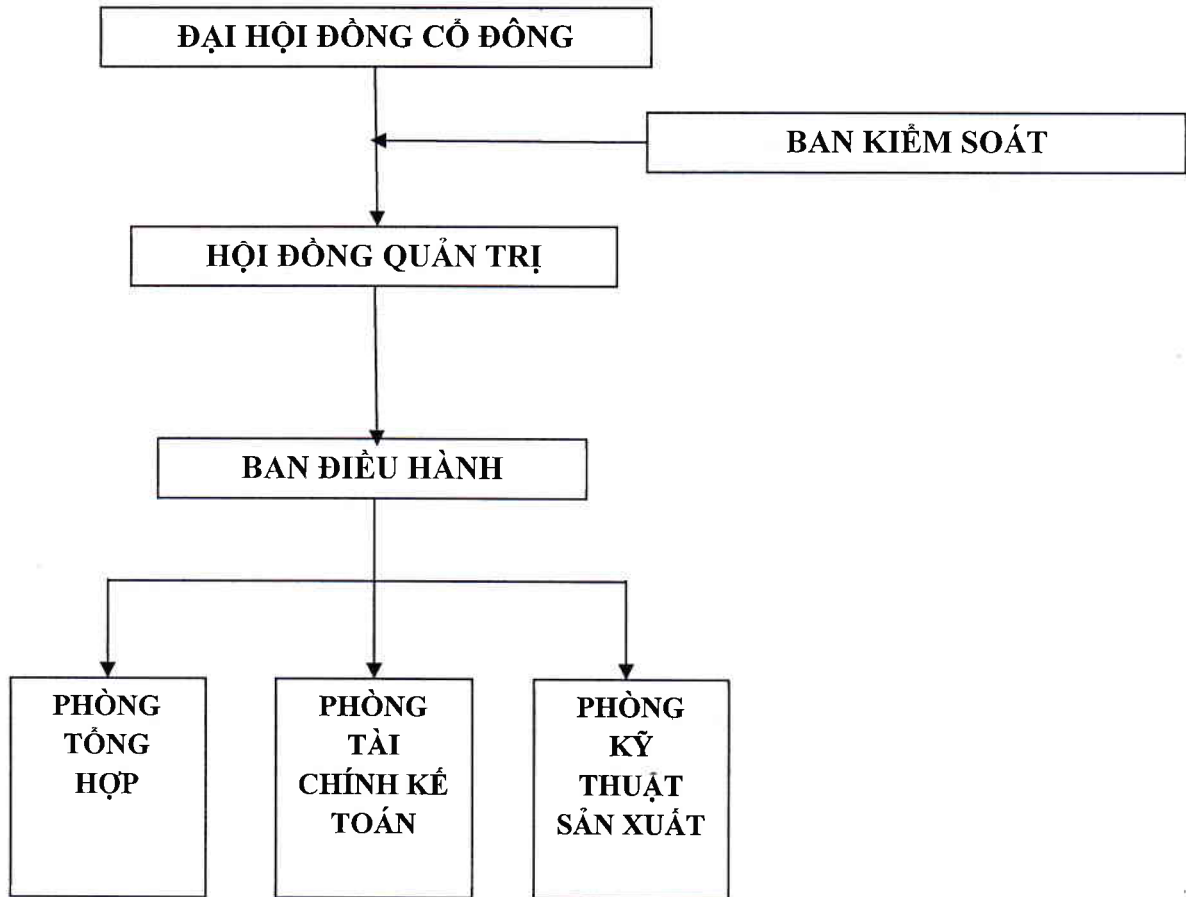 ĐẠI HỘI ĐỒNG CỔ ĐÔNG
BAN KIỂM SOÁT
HỘI ĐỒNG QUẢN TRỊ
BAN ĐIỀU HÀNH
PHÒNG
TỔNG
HỢP
PHÒNG
TÀI
CHÍNH KẾ
TOÁN
PHÒNG
KỸ
THUẬT
SẢN XUẤT